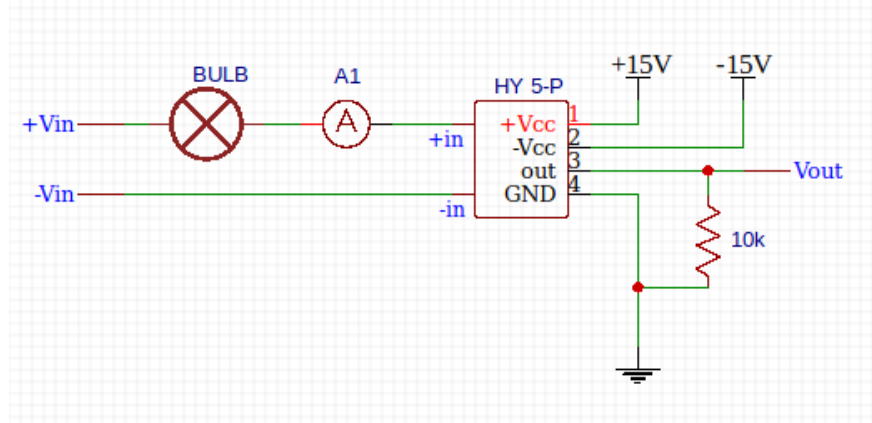 BULB
A1
HY 5-P
+15V
-15V
+Vin
A
+in
+Vcc
1
-Vcc
2
out
3
Vout
-Vin
-in
GND
4
10k